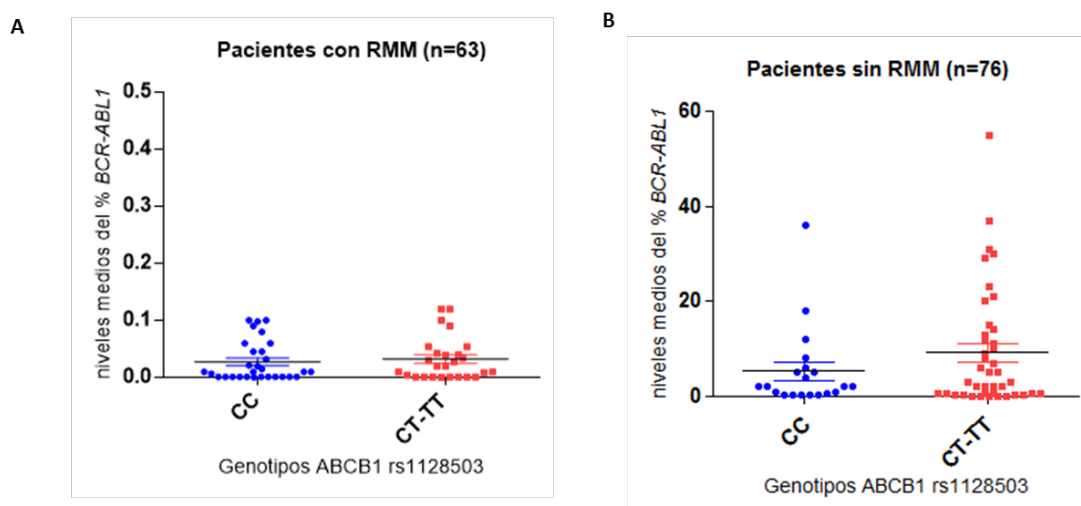 A
Pacientes con RMM (n=63)
niveles medios del % BCR-ABL1
0.5
0.4
0.3
0.2
0.1
0.0
CC
CT-TT
Genotipos ABCB1 rs1128503
B
Pacientes sin RMM (n=76)
niveles medios del % BCR-ABL1
60
40
20
0
CC
CT-TT
Genotipos ABCB1 rs1128503